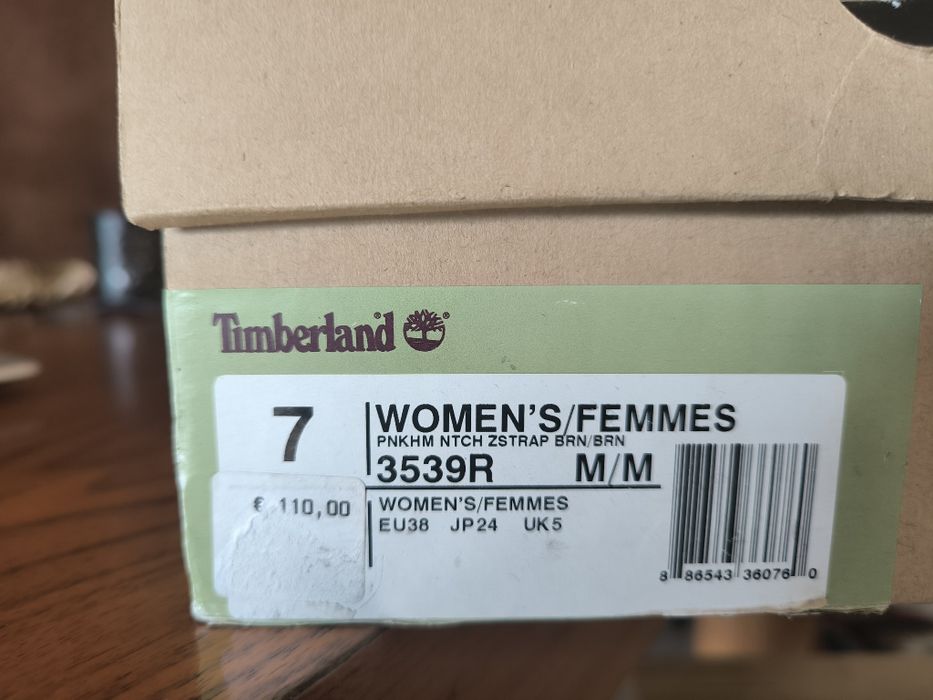 Timberland®
7
WOMEN'S/FEMMES
PNKHM NTCH ZSTRAP BRN/BRN
3539R M/M
€ 110,00
WOMEN'S/FEMMES
EU38 JP24 UK5
8 86543 36076 0